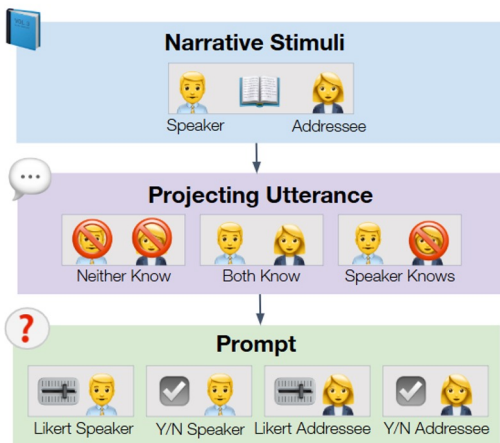 Narrative Stimuli
Speaker Addressee
Projecting Utterance
Neither Know Both Know Speaker Knows
?
Prompt
Likert Speaker Y/N Speaker Likert Addressee Y/N Addressee